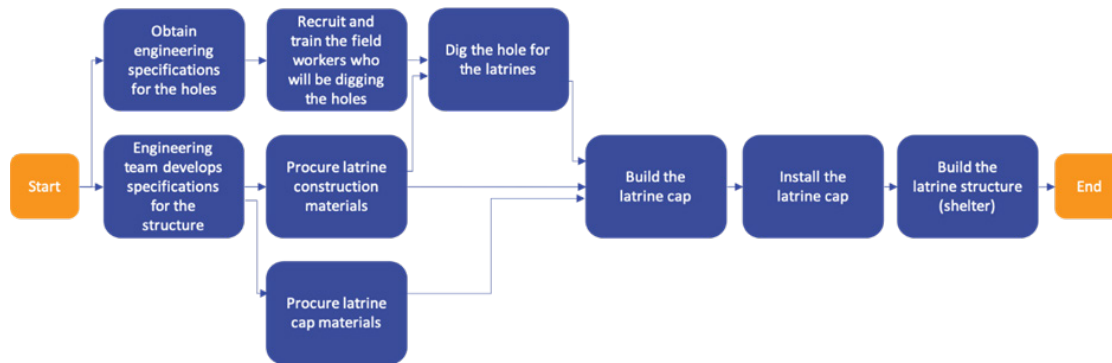 Obtain
engineering
specifications
for the holes
Recruit and
train the field
workers who
will be digging
the holes
Dig the hole for
the latrines
Start
Engineering
team develops
specifications
for the
structure
Procure latrine
construction
materials
Build the
latrine cap
Install the
latrine cap
Build the
latrine structure
(shelter)
End
Procure latrine
cap materials